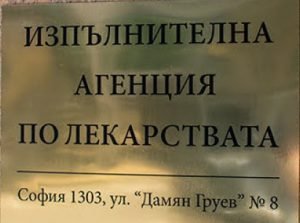 ИЗПЪЛНИТЕЛНА
АГЕНЦИЯ
ПО ЛЕКАРСТВАТА
София 1303, ул. “Дамян Груев” № 8